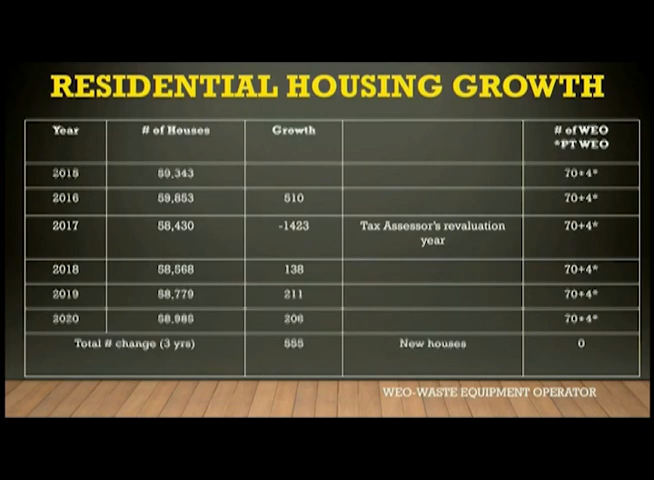 RESIDENTIAL HOUSING GROWTH
Year # of Houses Growth # of WEO
*PT WEO
2015 59,343 70+4*
2016 59,853 510 70+4*
2017 58,430 -1423 Tax Assessor's revaluation year 70+4*
2018 58,568 138 70+4*
2019 58,779 211 70+4*
2020 58,985 206 70+4*
Total # change (3 yrs) 555 New houses 0
WEO-WASTE EQUIPMENT OPERATOR